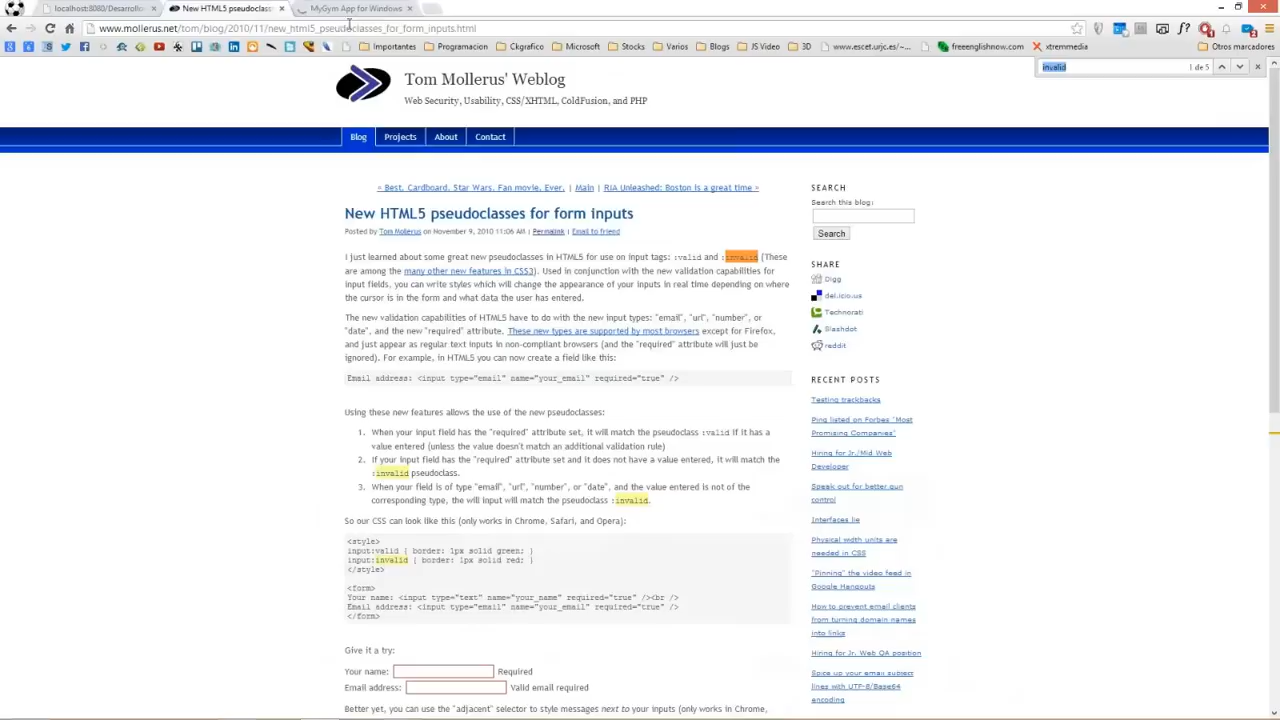 localhost:8080/Desarrollo
New HTML5 pseudoclasses
MyGym App for Windows
www.mollerus.net/tom/blog/2010/11/new_html5_pseudoclasses_for_form_inputs.html
Importantes
Programacion
Ckgrafico
Microsoft
Stocks
Varios
Blogs
JS Video
3D
www.escet.urjc.es/~...
freeenglishnow.com
xtremmedia
Otros marcadores
invalid
1 de 5
Tom Mollerus' Weblog
Web Security, Usability, CSS/XHTML, ColdFusion, and PHP
Blog
Projects
About
Contact
« Best. Cardboard. Star Wars. Fan movie. Ever. | Main | RIA Unleashed: Boston is a great time »
New HTML5 pseudoclasses for form inputs
Posted by Tom Mollerus on November 9, 2010 11:06 AM | Permalink | Email to friend
I just learned about some great new pseudoclasses in HTML5 for use on input tags: :valid and :invalid (These
are among the many other new features in CSS3). Used in conjunction with the new validation capabilities for
input fields, you can write styles which will change the appearance of your inputs in real time depending on where
the cursor is in the form and what data the user has entered.
The new validation capabilities of HTML5 have to do with the new input types: "email", "url", "number", or
"date", and the new "required" attribute. These new types are supported by most browsers except for Firefox,
and just appear as regular text inputs in non-compliant browsers (and the "required" attribute will just be
ignored). For example, in HTML5 you can now create a field like this:
Email address: <input type="email" name="your_email" required="true" />
Using these new features allows the use of the new pseudoclasses:
1. When your input field has the "required" attribute set, it will match the pseudoclass :valid if it has a
value entered (unless the value doesn't match an additional validation rule)
2. If your input field has the "required" attribute set and it does not have a value entered, it will match the
:invalid pseudoclass.
3. When your field is of type "email", "url", "number", or "date", and the value entered is not of the
corresponding type, the will input will match the pseudoclass :invalid.
So our CSS can look like this (only works in Chrome, Safari, and Opera):
<style>
input:valid { border: 1px solid green; }
input:invalid { border: 1px solid red; }
</style>
<form>
Your name: <input type="text" name="your_name" required="true" /><br />
Email address: <input type="email" name="your_email" required="true" />
</form>
Give it a try:
Your name: Required
Email address: Valid email required
Better yet, you can use the "adjacent" selector to style messages next to your inputs (only works in Chrome,
SEARCH
Search this blog:
Search
SHARE
Digg
del.icio.us
Technorati
Slashdot
reddit
RECENT POSTS
Testing trackbacks
Ping listed on Forbes "Most
Promising Companies"
Hiring for Jr./Mid Web
Developer
Speak out for better gun
control
Interfaces lie
Physical width units are
needed in CSS
"Pinning" the video feed in
Google Hangouts
How to prevent email clients
from turning domain names
into links
Hiring for Jr. Web QA position
Spice up your email subject
lines with UTF-8/Base64
encoding